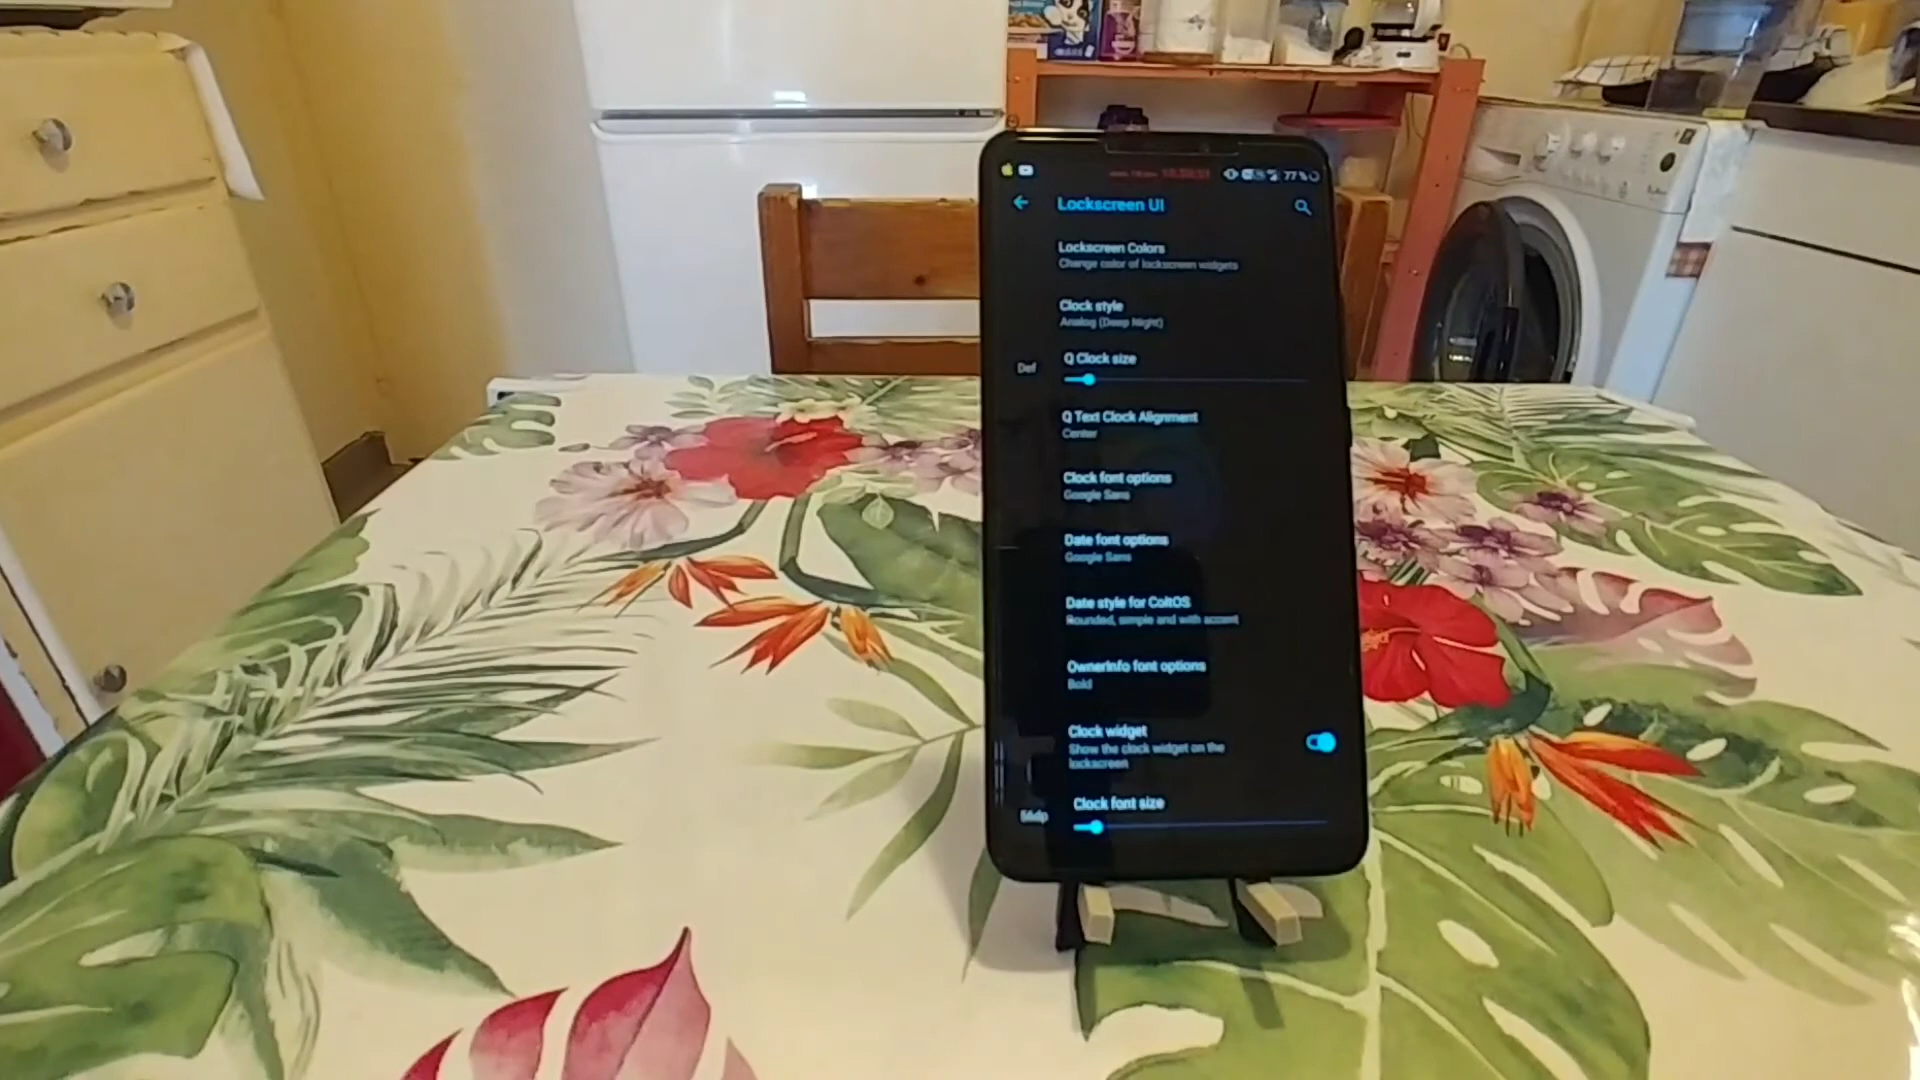 77%
Lockscreen UI
Lockscreen Colors
Change color of lockscreen widgets
Clock style
Analog (Deep Night)
Def
Q Clock size
Q Text Clock Alignment
Center
Clock font options
Google Sans
Date font options
Google Sans
Date style for ColtOS
Rounded, simple and with accent
OwnerInfo font options
Bold
Clock widget
Show the clock widget on the
lockscreen
Clock font size